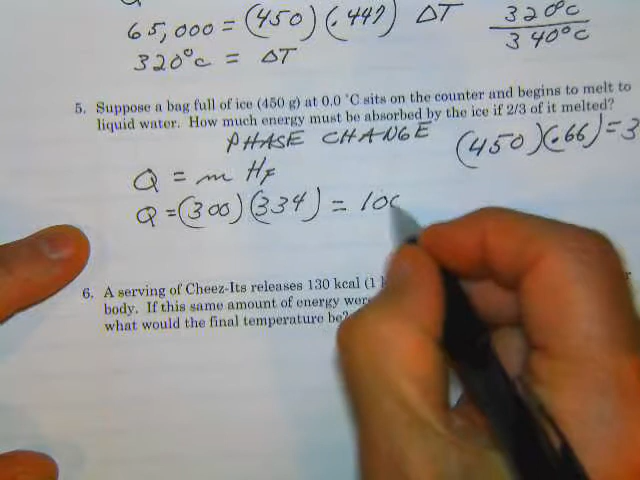 65,000 = (450)(.447) ΔT
320°C
340°C
320°C = ΔT
5. Suppose a bag full of ice (450 g) at 0.0 °C sits on the counter and begins to melt to
liquid water. How much energy must be absorbed by the ice if 2/3 of it melted?
PHASE CHANGE
(450)(.66) = 3
Q = m HF
Q = (300)(334) = 100
6. A serving of Cheez-Its releases 130 kcal (1
body. If this same amount of energy were
what would the final temperature be?